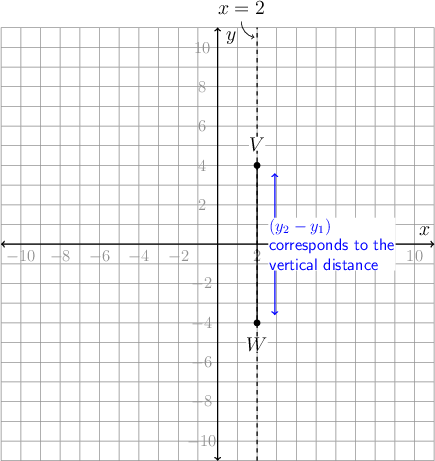 x = 2
y
10
8
6
V
4
2
(y₂ − y₁)
x
corresponds to the
−10 −8 −6 −4 −2 2 10
vertical distance
−2
−4
W
−6
−8
−10